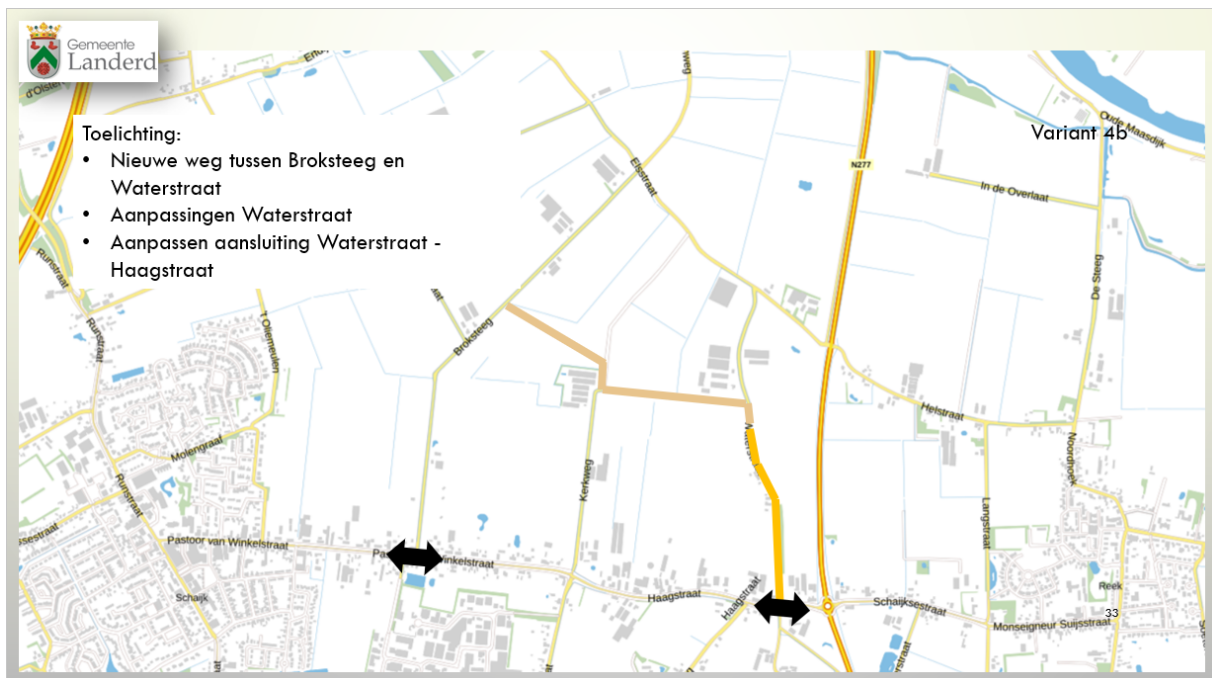 Gemeente
Landerd
Toelichting:
• Nieuwe weg tussen Broksteeg en
Waterstraat
• Aanpassingen Waterstraat
• Aanpassen aansluiting Waterstraat -
Haagstraat
Variant 4b
Oude Maasdijk
N277
In de Overlaat
Elsstraat
De Steeg
Runstraat
Runstraat
't Oliemeulen
Broksteeg
Helstraat
Noordhoek
Molengraaf
Kerkweg
Runstraat
Langstraat
Pastoor van Winkelstraat
Schaijk
Haagstraat
Haagstraat
Schaijksestraat
Reek
33
Monseigneur Suijsstraat